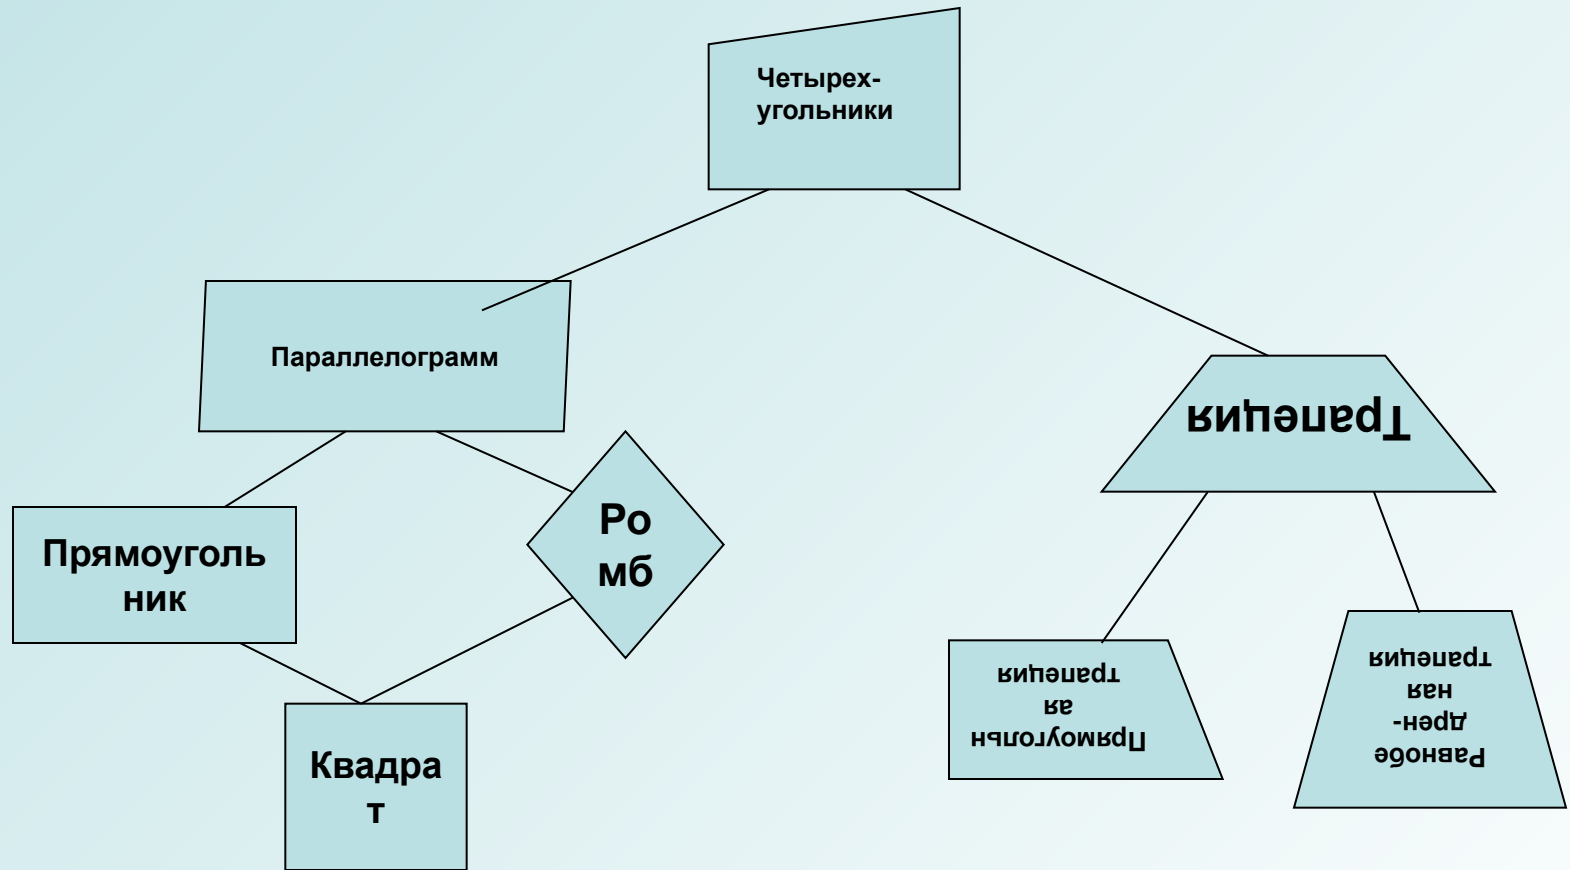 Четырех-
угольники
Параллелограмм
Трапеция
Ро
мб
Прямоуголь
ник
Квадра
т
Прямоугольн
ая
трапеция
Равнобе
дрен-
ная
трапеция